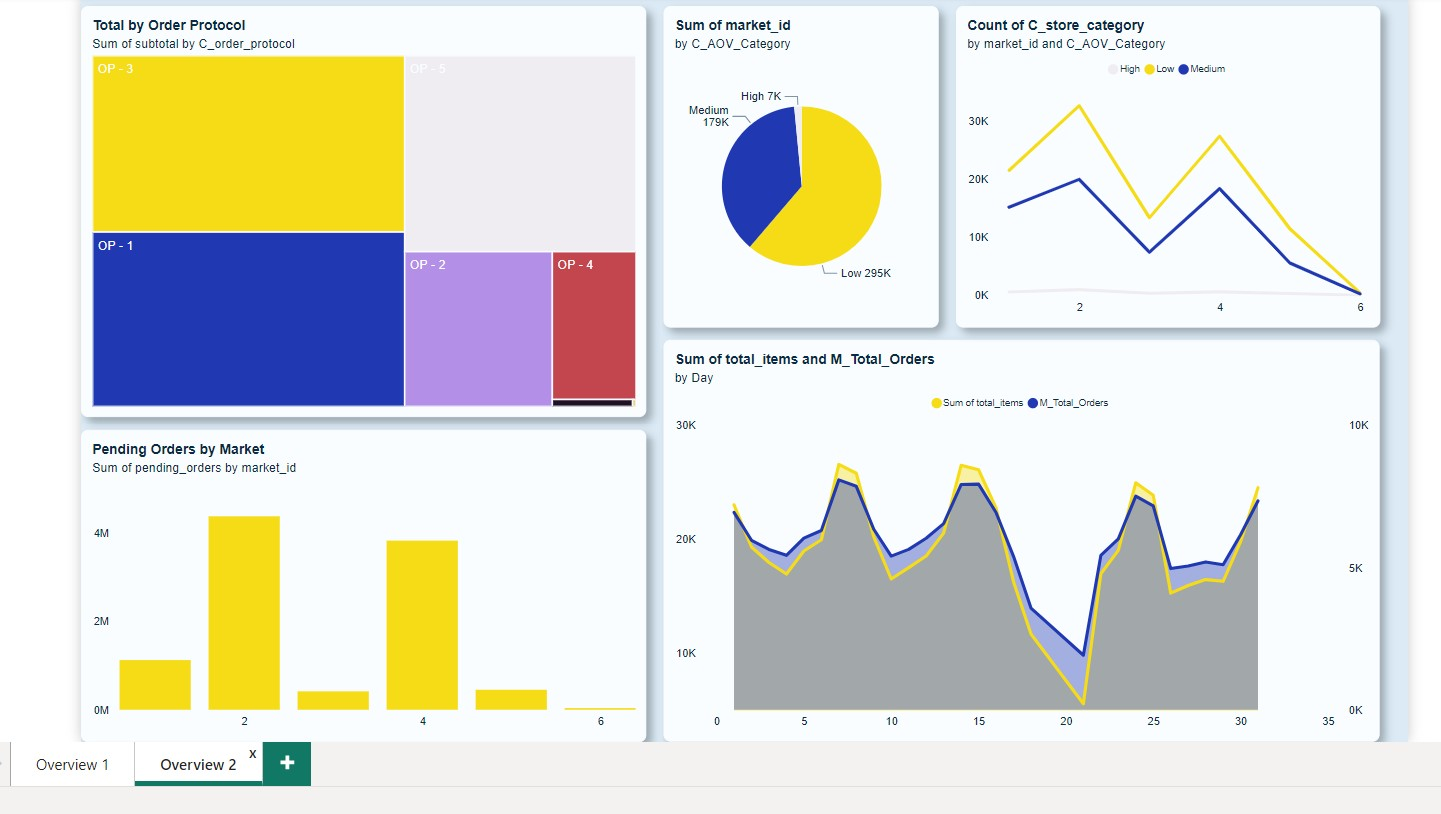 Total by Order Protocol
Sum of subtotal by C_order_protocol
OP - 3
OP - 5
OP - 1
OP - 2
OP - 4
Sum of market_id
by C_AOV_Category
High 7K
Medium
179K
Low 295K
Count of C_store_category
by market_id and C_AOV_Category
High Low Medium
30K
20K
10K
0K
2 4 6
Pending Orders by Market
Sum of pending_orders by market_id
4M
2M
0M
2 4 6
Sum of total_items and M_Total_Orders
by Day
Sum of total_items M_Total_Orders
30K
20K
10K
10K
5K
0K
0 5 10 15 20 25 30 35
Overview 1
Overview 2
x
+